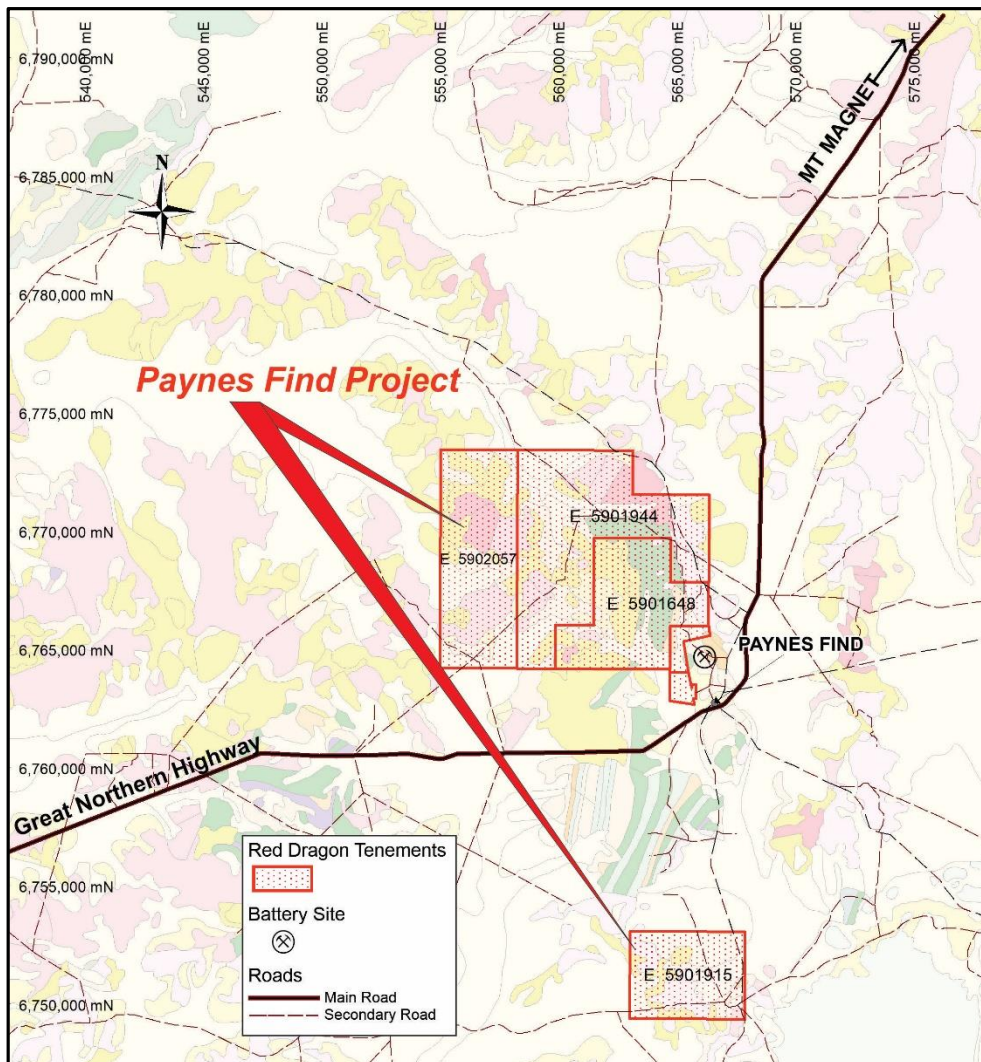 540,000 mE
545,000 mE
550,000 mE
555,000 mE
560,000 mE
565,000 mE
570,000 mE
575,000 mE
6,790,000 mN
MT MAGNET
6,785,000 mN
N
6,780,000 mN
Paynes Find Project
6,775,000 mN
6,770,000 mN
E 5901944
E 5902057
E 5901648
6,765,000 mN
PAYNES FIND
6,760,000 mN
Great Northern Highway
6,755,000 mN
Red Dragon Tenements
Battery Site
Roads
Main Road
Secondary Road
E 5901915
6,750,000 mN